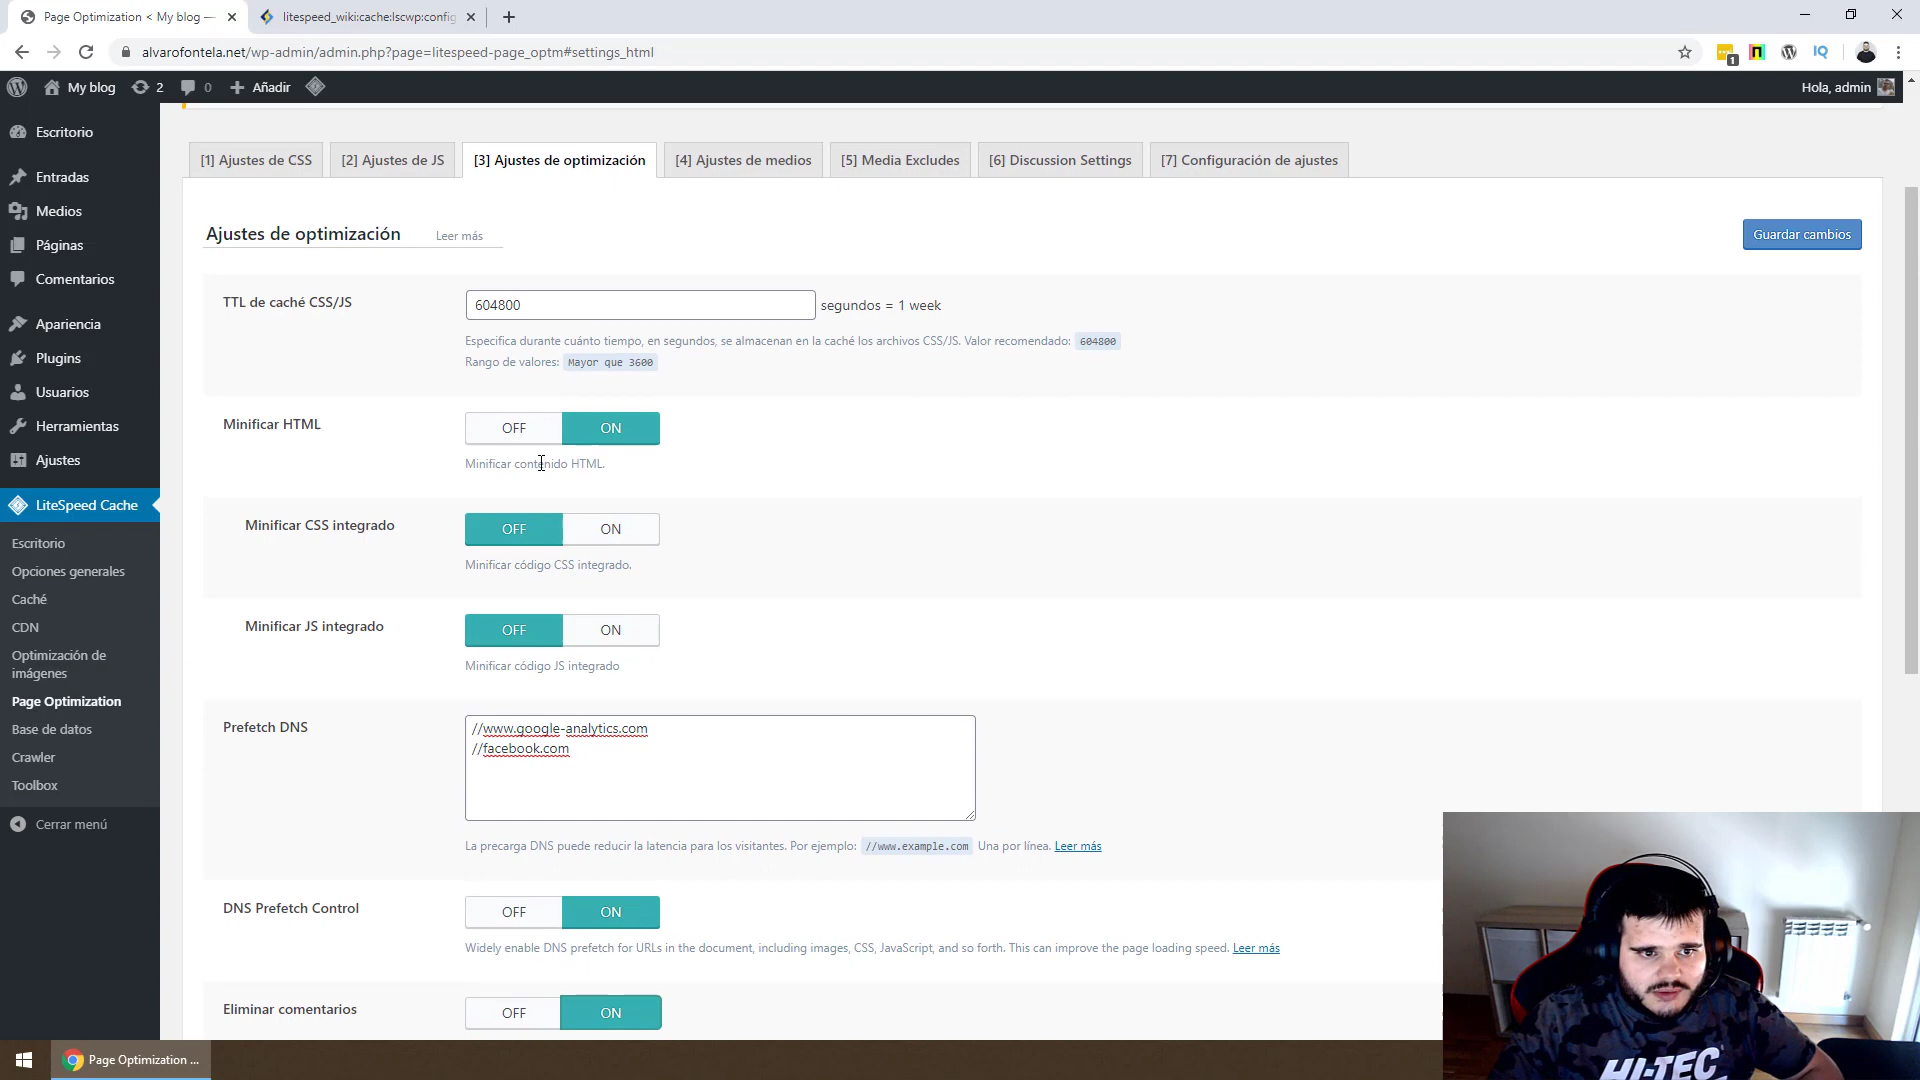 Page Optimization < My blog —
litespeed_wiki:cache:lscwp:config
alvarofontela.net/wp-admin/admin.php?page=litespeed-page_optm#settings_html
1
IQ
My blog
2
0
Añadir
Hola, admin
Escritorio
Entradas
Medios
Páginas
Comentarios
Apariencia
Plugins
Usuarios
Herramientas
Ajustes
LiteSpeed Cache
Escritorio
Opciones generales
Caché
CDN
Optimización de
imágenes
Page Optimization
Base de datos
Crawler
Toolbox
Cerrar menú
[1] Ajustes de CSS
[2] Ajustes de JS
[3] Ajustes de optimización
[4] Ajustes de medios
[5] Media Excludes
[6] Discussion Settings
[7] Configuración de ajustes
Ajustes de optimización
Leer más
Guardar cambios
TTL de caché CSS/JS
604800
segundos = 1 week
Especifica durante cuánto tiempo, en segundos, se almacenan en la caché los archivos CSS/JS. Valor recomendado: 604800
Rango de valores: Mayor que 3600
Minificar HTML
OFF
ON
Minificar contenido HTML.
Minificar CSS integrado
OFF
ON
Minificar código CSS integrado.
Minificar JS integrado
OFF
ON
Minificar código JS integrado
Prefetch DNS
//www.google-analytics.com
//facebook.com
La precarga DNS puede reducir la latencia para los visitantes. Por ejemplo: //www.example.com Una por línea. Leer más
DNS Prefetch Control
OFF
ON
Widely enable DNS prefetch for URLs in the document, including images, CSS, JavaScript, and so forth. This can improve the page loading speed. Leer más
Eliminar comentarios
OFF
ON
Page Optimization ...
HI-TEC